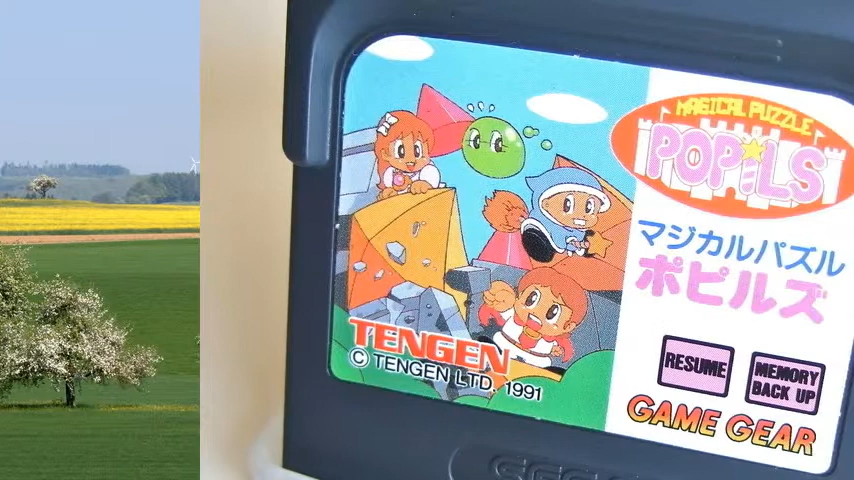 MAGICAL PUZZLE
POPiLS
マジカルパズル
ポピルズ
TENGEN
© TENGEN LTD. 1991
RESUME
MEMORY
BACK UP
GAME GEAR
SEGA